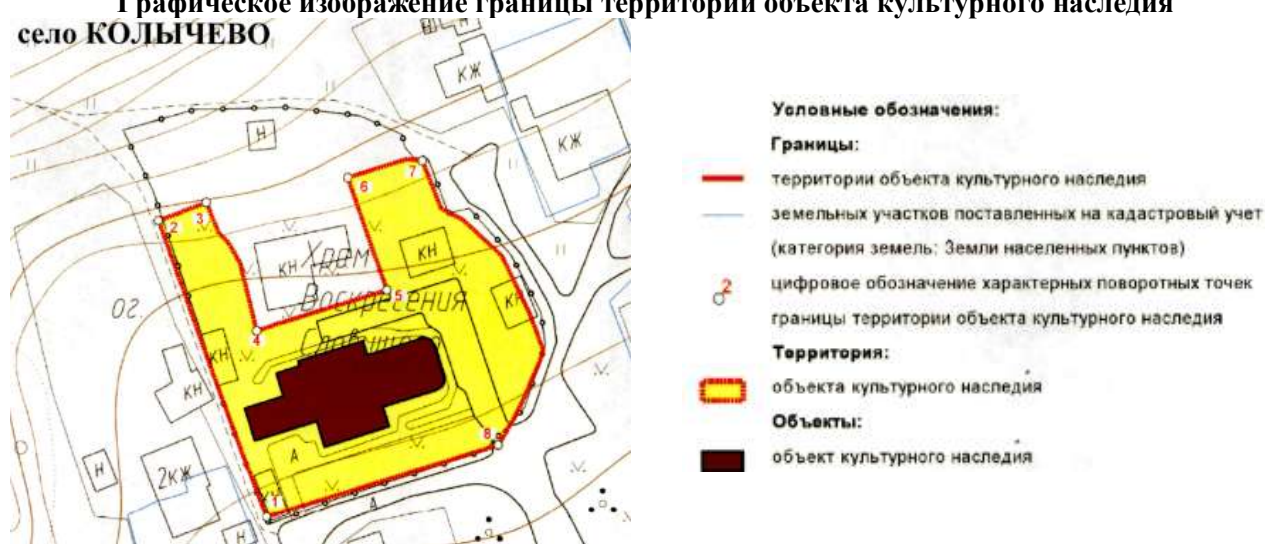 Графическое изображение границы территории объекта культурного наследия
село КОЛЫЧЕВО
КЖ
Н
КЖ
6
7
2
3
Храм
КН
КН
Воскресения
5
ОГ.
КН
4
Словущего
КН
КН
8
А
Н
2КЖ
1
А
Н
Условные обозначения:
Границы:
территории объекта культурного наследия
земельных участков поставленных на кадастровый учет
(категория земель: Земли населенных пунктов)
2
цифровое обозначение характерных поворотных точек
границы территории объекта культурного наследия
Территория:
объекта культурного наследия
Объекты:
объект культурного наследия